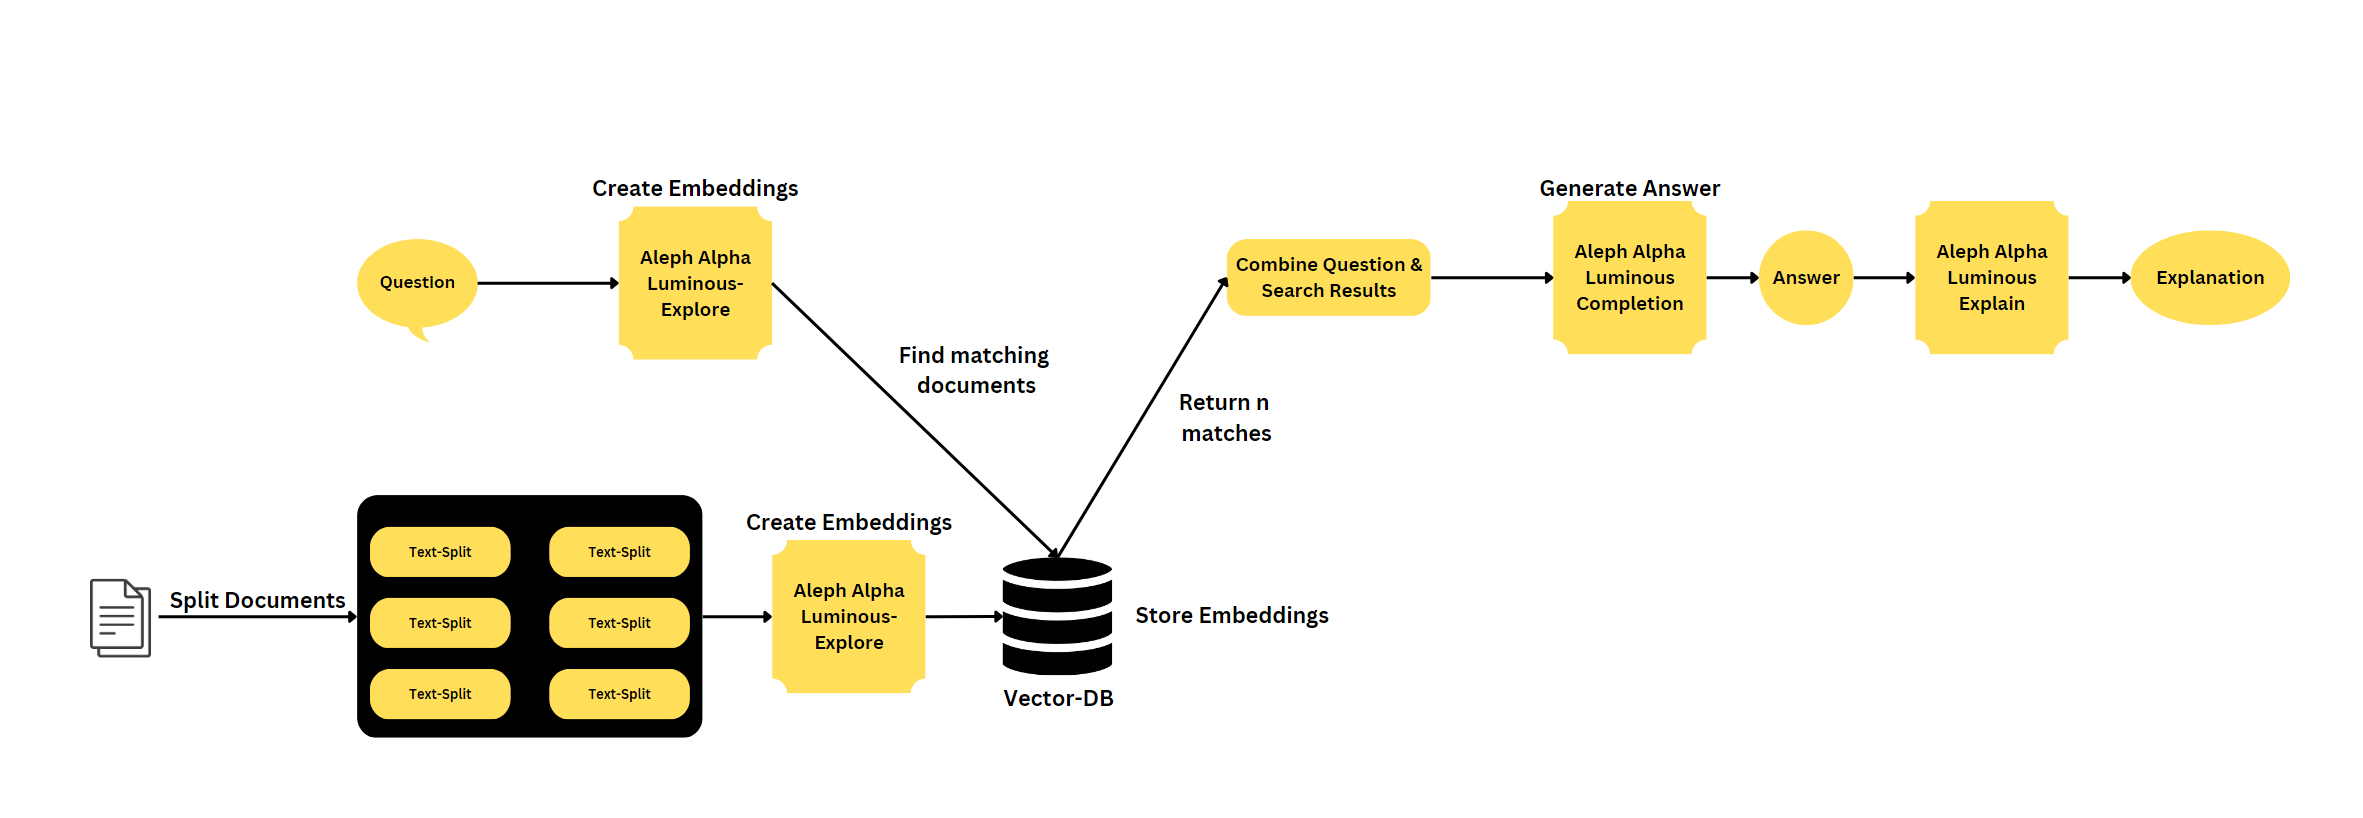 Create Embeddings
Question
Aleph Alpha
Luminous-
Explore
Find matching
documents
Return n
matches
Combine Question &
Search Results
Generate Answer
Aleph Alpha
Luminous
Completion
Answer
Aleph Alpha
Luminous
Explain
Explanation
Split Documents
Text-Split
Text-Split
Text-Split
Text-Split
Text-Split
Text-Split
Create Embeddings
Aleph Alpha
Luminous-
Explore
Store Embeddings
Vector-DB